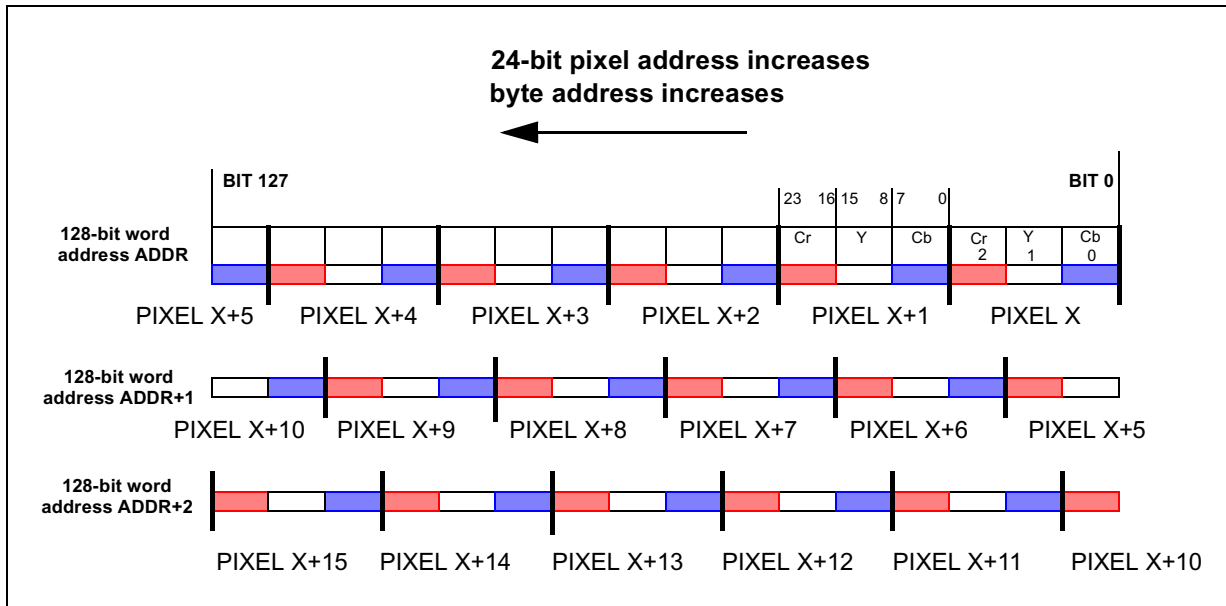 24-bit pixel address increases
byte address increases
BIT 127
BIT 0
23 16 15 8 7 0
128-bit word
address ADDR
Cr Y Cb Cr Y Cb
2 1 0
PIXEL X+5 PIXEL X+4 PIXEL X+3 PIXEL X+2 PIXEL X+1 PIXEL X
128-bit word
address ADDR+1
PIXEL X+10 PIXEL X+9 PIXEL X+8 PIXEL X+7 PIXEL X+6 PIXEL X+5
128-bit word
address ADDR+2
PIXEL X+15 PIXEL X+14 PIXEL X+13 PIXEL X+12 PIXEL X+11 PIXEL X+10